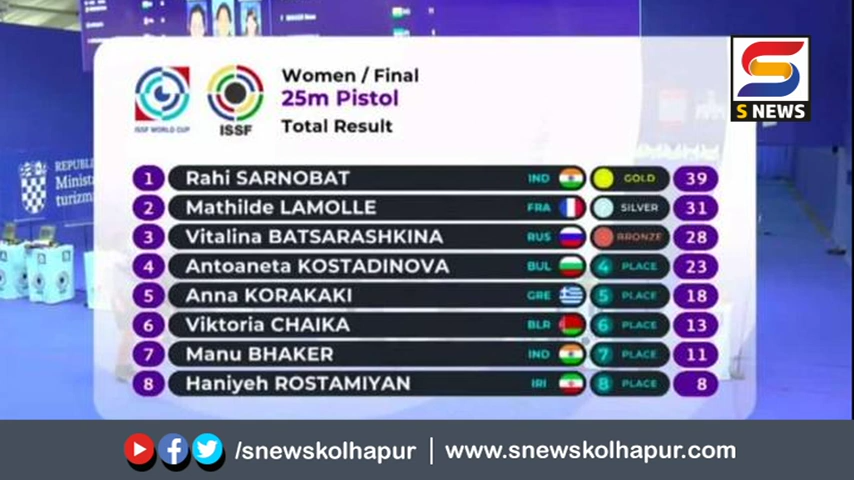 S NEWS
Women / Final
25m Pistol
Total Result
ISSF WORLD CUP
ISSF
REPUBLI
Minist
turizm
1 Rahi SARNOBAT IND GOLD 39
2 Mathilde LAMOLLE FRA SILVER 31
3 Vitalina BATSARASHKINA RUS BRONZE 28
4 Antoaneta KOSTADINOVA BUL 4 PLACE 23
5 Anna KORAKAKI GRE 5 PLACE 18
6 Viktoria CHAIKA BLR 6 PLACE 13
7 Manu BHAKER IND 7 PLACE 11
8 Haniyeh ROSTAMIYAN IRI 8 PLACE 8
/snewskolhapur | www.snewskolhapur.com